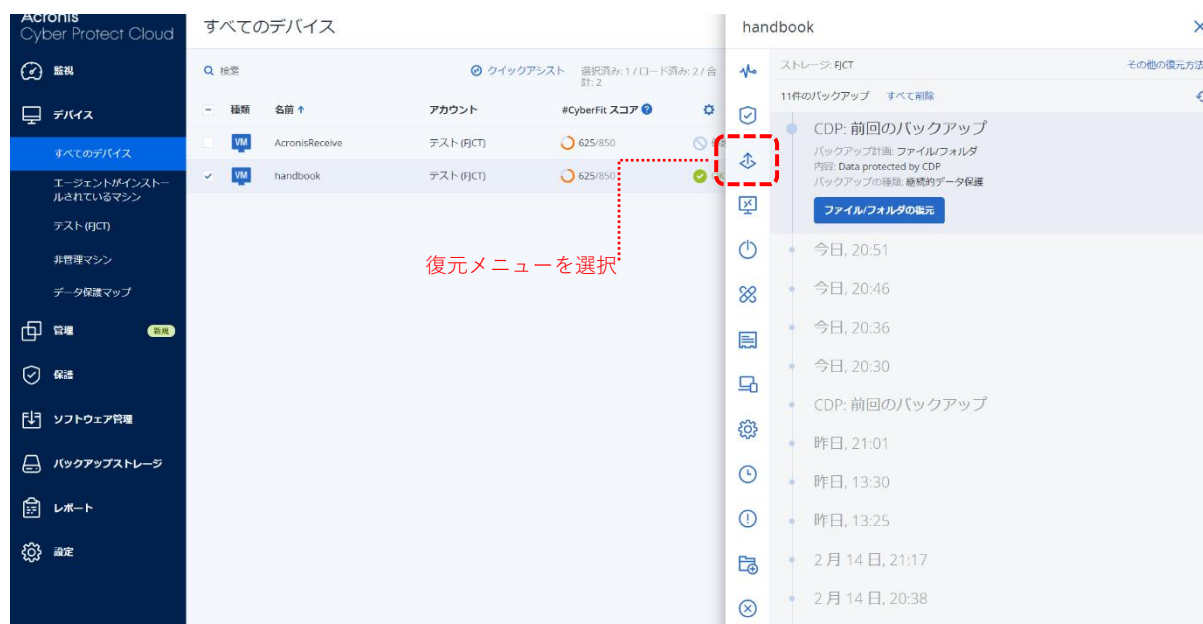 Acronis
Cyber Protect Cloud
監視
デバイス
すべてのデバイス
エージェントがインストー
ルされているマシン
テスト (FJCT)
非管理マシン
データ保護マップ
管理
新規
保護
ソフトウェア管理
バックアップストレージ
レポート
設定
すべてのデバイス
検索
クイックアシスト
選択済み: 1 / ロード済み: 2 / 合
計: 2
種類
名前
アカウント
#CyberFit スコア
VM
AcronisReceive
テスト (FJCT)
625/850
VM
handbook
テスト (FJCT)
625/850
復元メニューを選択
handbook
ストレージ: FJCT
その他の復元方法
11件のバックアップ
すべて削除
CDP: 前回のバックアップ
バックアップ計画: ファイル/フォルダ
内容: Data protected by CDP
バックアップの種類: 継続的データ保護
ファイル/フォルダの復元
今日, 20:51
今日, 20:46
今日, 20:36
今日, 20:30
CDP: 前回のバックアップ
昨日, 21:01
昨日, 13:30
昨日, 13:25
2 月 14 日, 21:17
2 月 14 日, 20:38